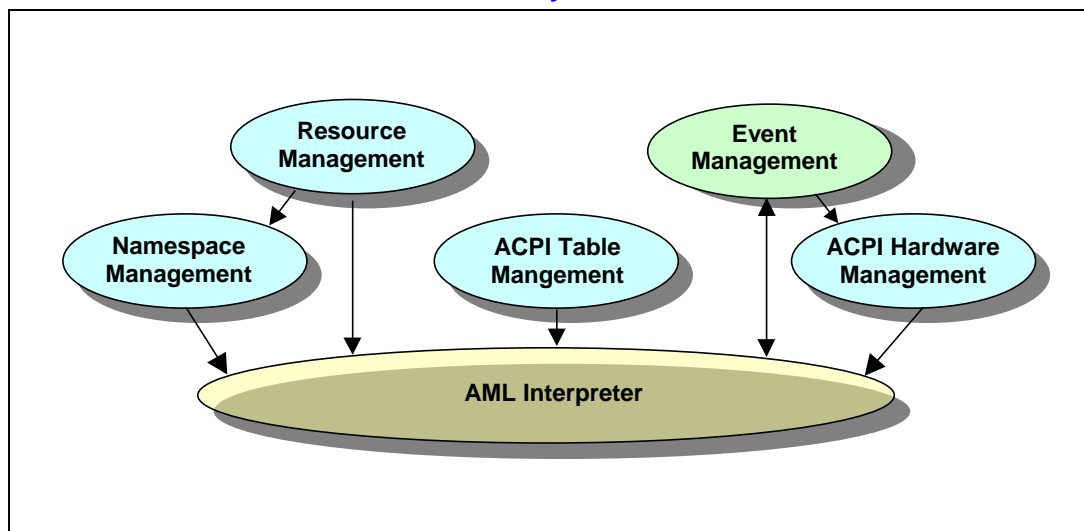 Resource
Management
Event
Management
Namespace
Management
ACPI Table
Mangement
ACPI Hardware
Management
AML Interpreter